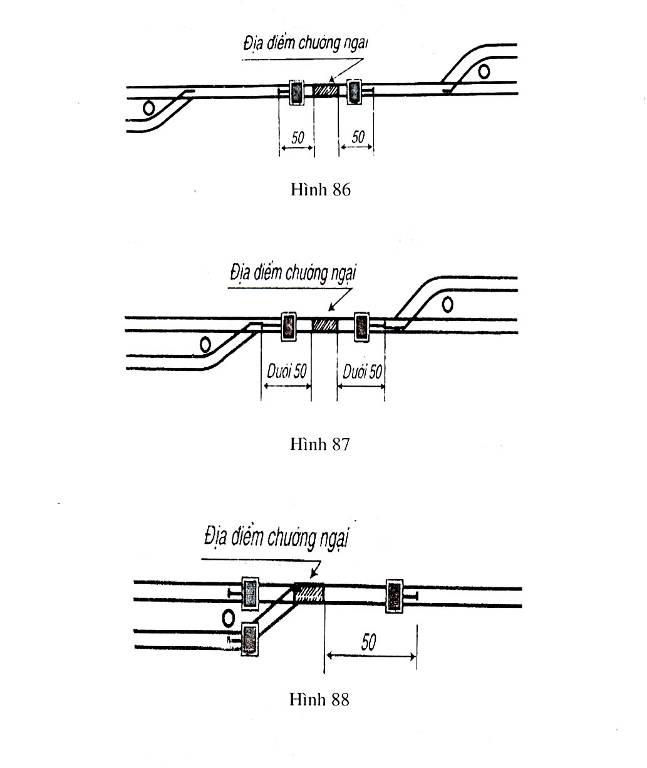 Địa điểm chướng ngại
50 50
Hình 86
Địa điểm chướng ngại
Dưới 50 Dưới 50
Hình 87
Địa điểm chướng ngại
50
Hình 88